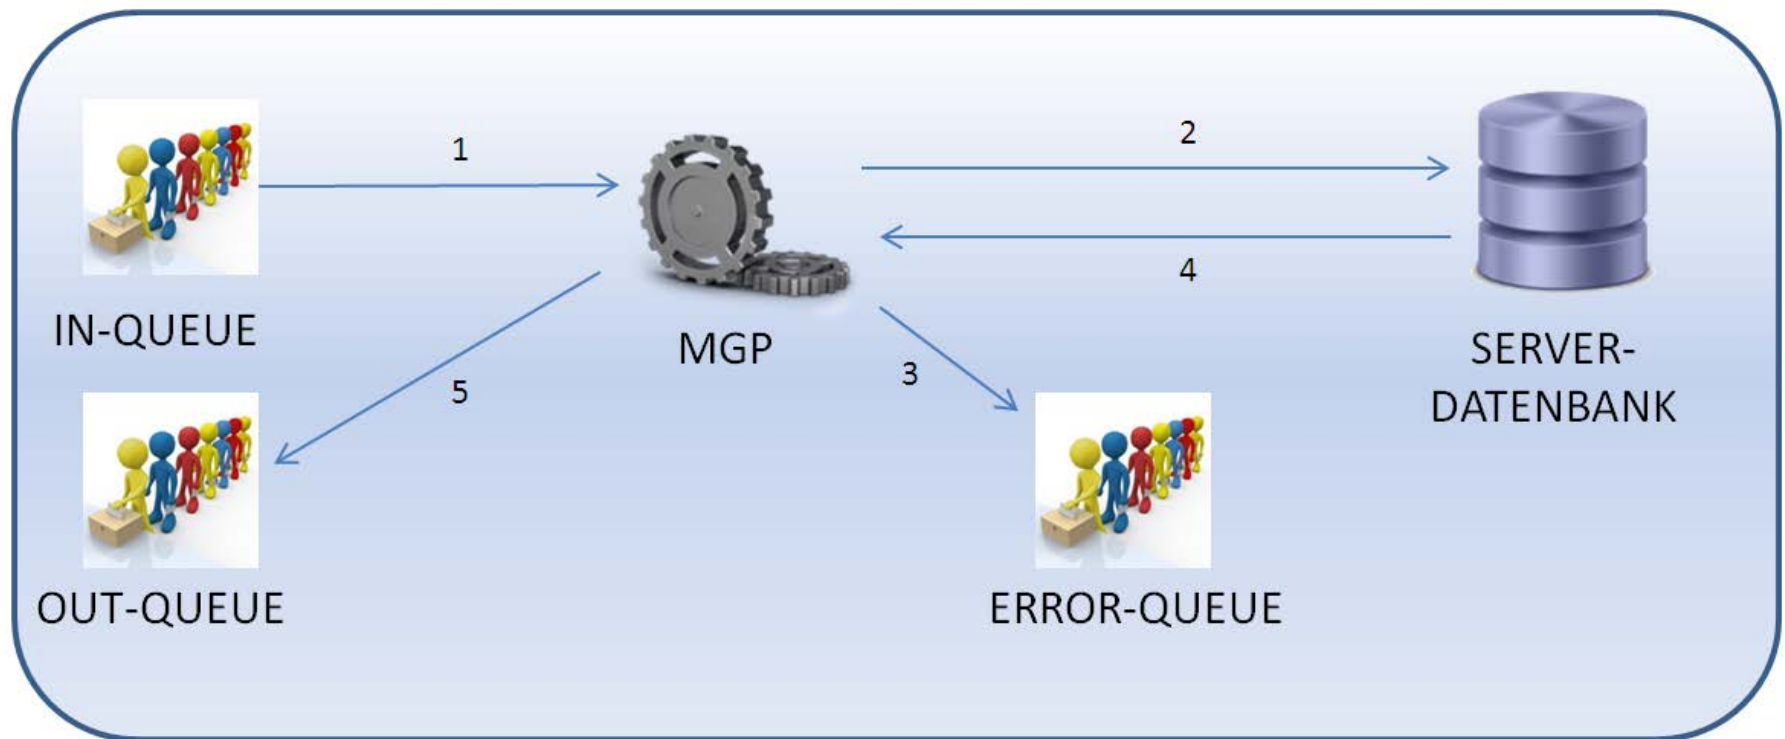 1
2
4
IN-QUEUE
MGP
3
SERVER-
DATENBANK
5
OUT-QUEUE
ERROR-QUEUE